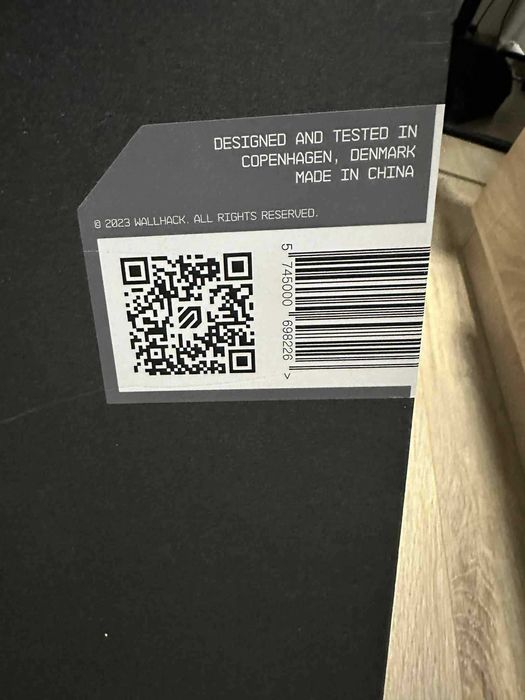 DESIGNED AND TESTED IN
COPENHAGEN, DENMARK
MADE IN CHINA
© 2023 WALLHACK. ALL RIGHTS RESERVED.
5 745000 698226 >